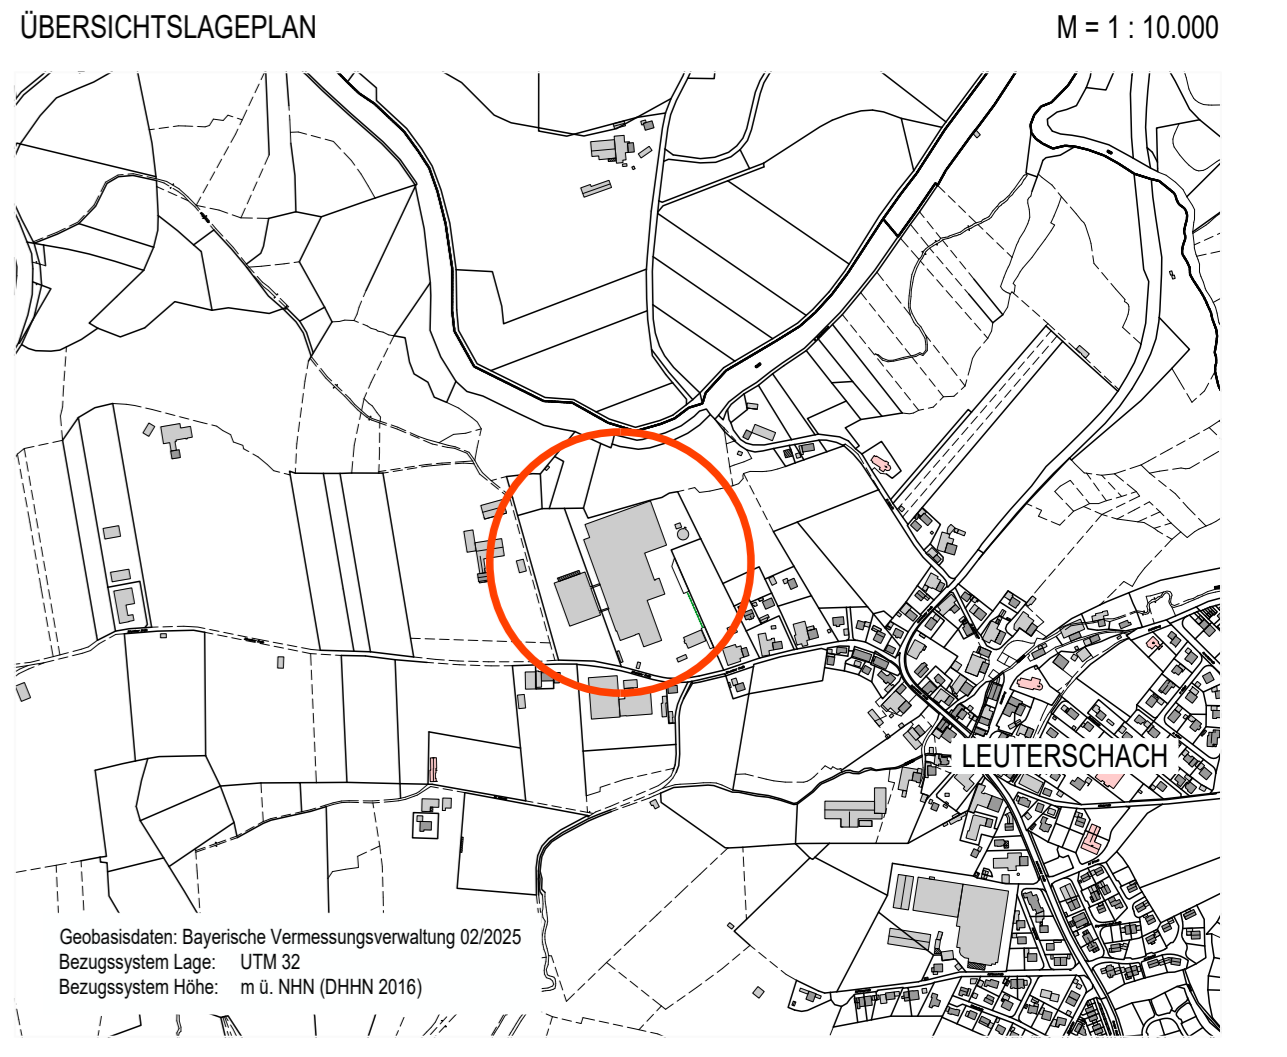 ÜBERSICHTSLAGEPLAN
M = 1 : 10.000
LEUTERSCHACH
Geobasisdaten: Bayerische Vermessungsverwaltung 02/2025
Bezugssystem Lage: UTM 32
Bezugssystem Höhe: m ü. NHN (DHHN 2016)